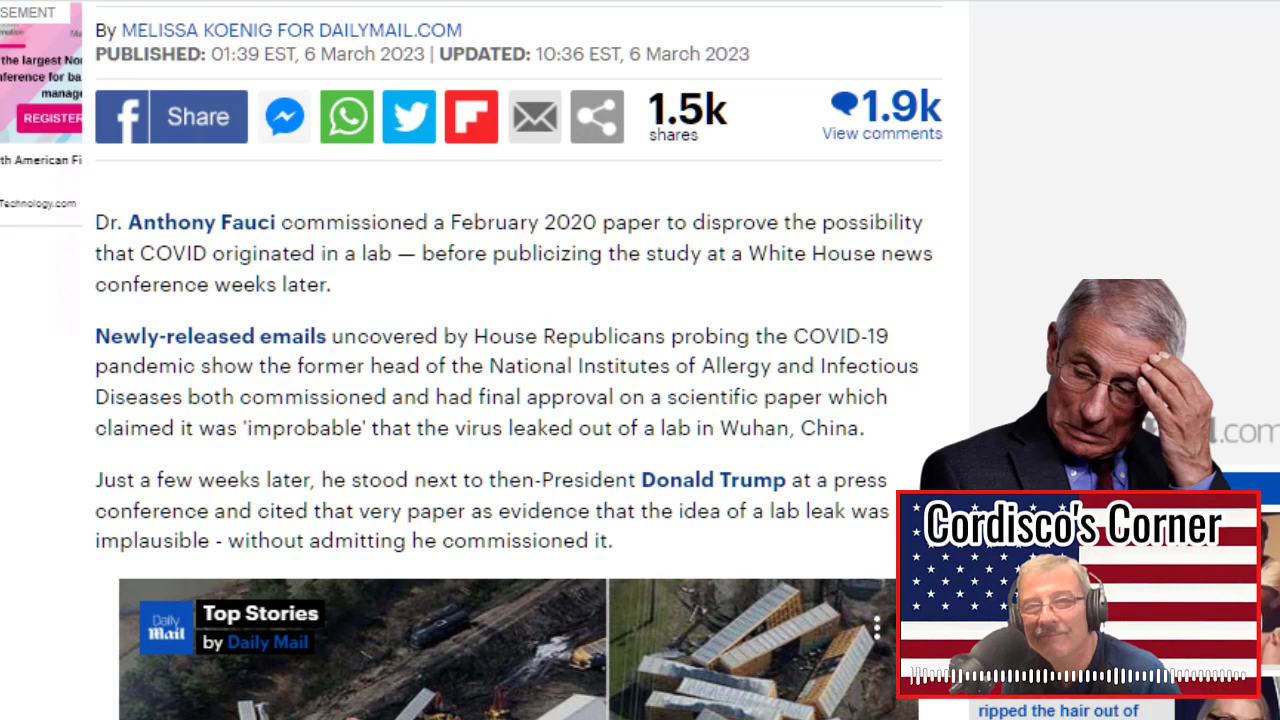 SEMENT
the largest No
nference for ba
manage
REGISTER
th American Fi
Technology.com
By MELISSA KOENIG FOR DAILYMAIL.COM
PUBLISHED: 01:39 EST, 6 March 2023 | UPDATED: 10:36 EST, 6 March 2023
Share
1.5k
shares
1.9k
View comments
Dr. Anthony Fauci commissioned a February 2020 paper to disprove the possibility
that COVID originated in a lab — before publicizing the study at a White House news
conference weeks later.
Newly-released emails uncovered by House Republicans probing the COVID-19
pandemic show the former head of the National Institutes of Allergy and Infectious
Diseases both commissioned and had final approval on a scientific paper which
claimed it was 'improbable' that the virus leaked out of a lab in Wuhan, China.
Just a few weeks later, he stood next to then-President Donald Trump at a press
conference and cited that very paper as evidence that the idea of a lab leak was
implausible - without admitting he commissioned it.
Daily Mail
Top Stories
by Daily Mail
l.com
Cordisco's Corner
ripped the hair out of